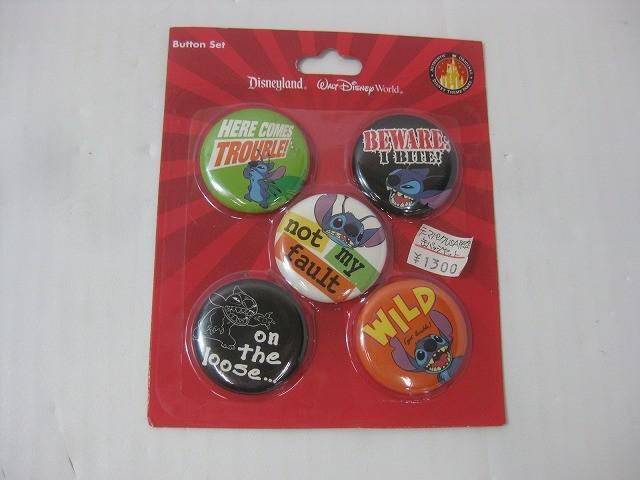 Button Set
Disneyland. Walt Disney World®
HERE COMES
TROUBLE!
BEWARE,
I BITE!
not my
fault
¥1300
on
the
loose...
WILD